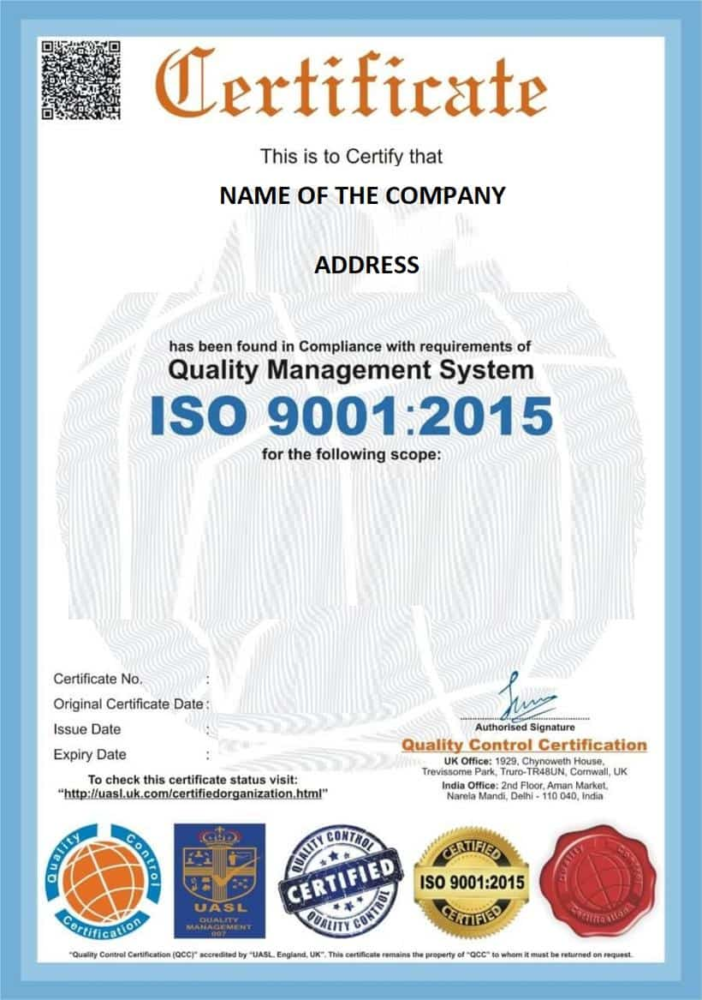 Certificate
This is to Certify that
NAME OF THE COMPANY
ADDRESS
has been found in Compliance with requirements of
Quality Management System
ISO 9001:2015
for the following scope:
Certificate No. :
Original Certificate Date :
Issue Date :
Expiry Date :
To check this certificate status visit:
“http://uasl.uk.com/certifiedorganization.html”
Authorised Signature
Quality Control Certification
UK Office: 1929, Chynoweth House,
Trevissome Park, Truro-TR48UN, Cornwall, UK
India Office: 2nd Floor, Aman Market,
Narela Mandi, Delhi - 110 040, India
Quality Control
Certification
UASL
QUALITY
MANAGEMENT
007
QUALITY CONTROL
CERTIFIED
QUALITY CONTROL
CERTIFIED
ISO 9001:2015
CERTIFIED
Quality Control
Certification
“Quality Control Certification (QCC)” accredited by “UASL, England, UK”. This certificate remains the property of “QCC” to whom it must be returned on request.